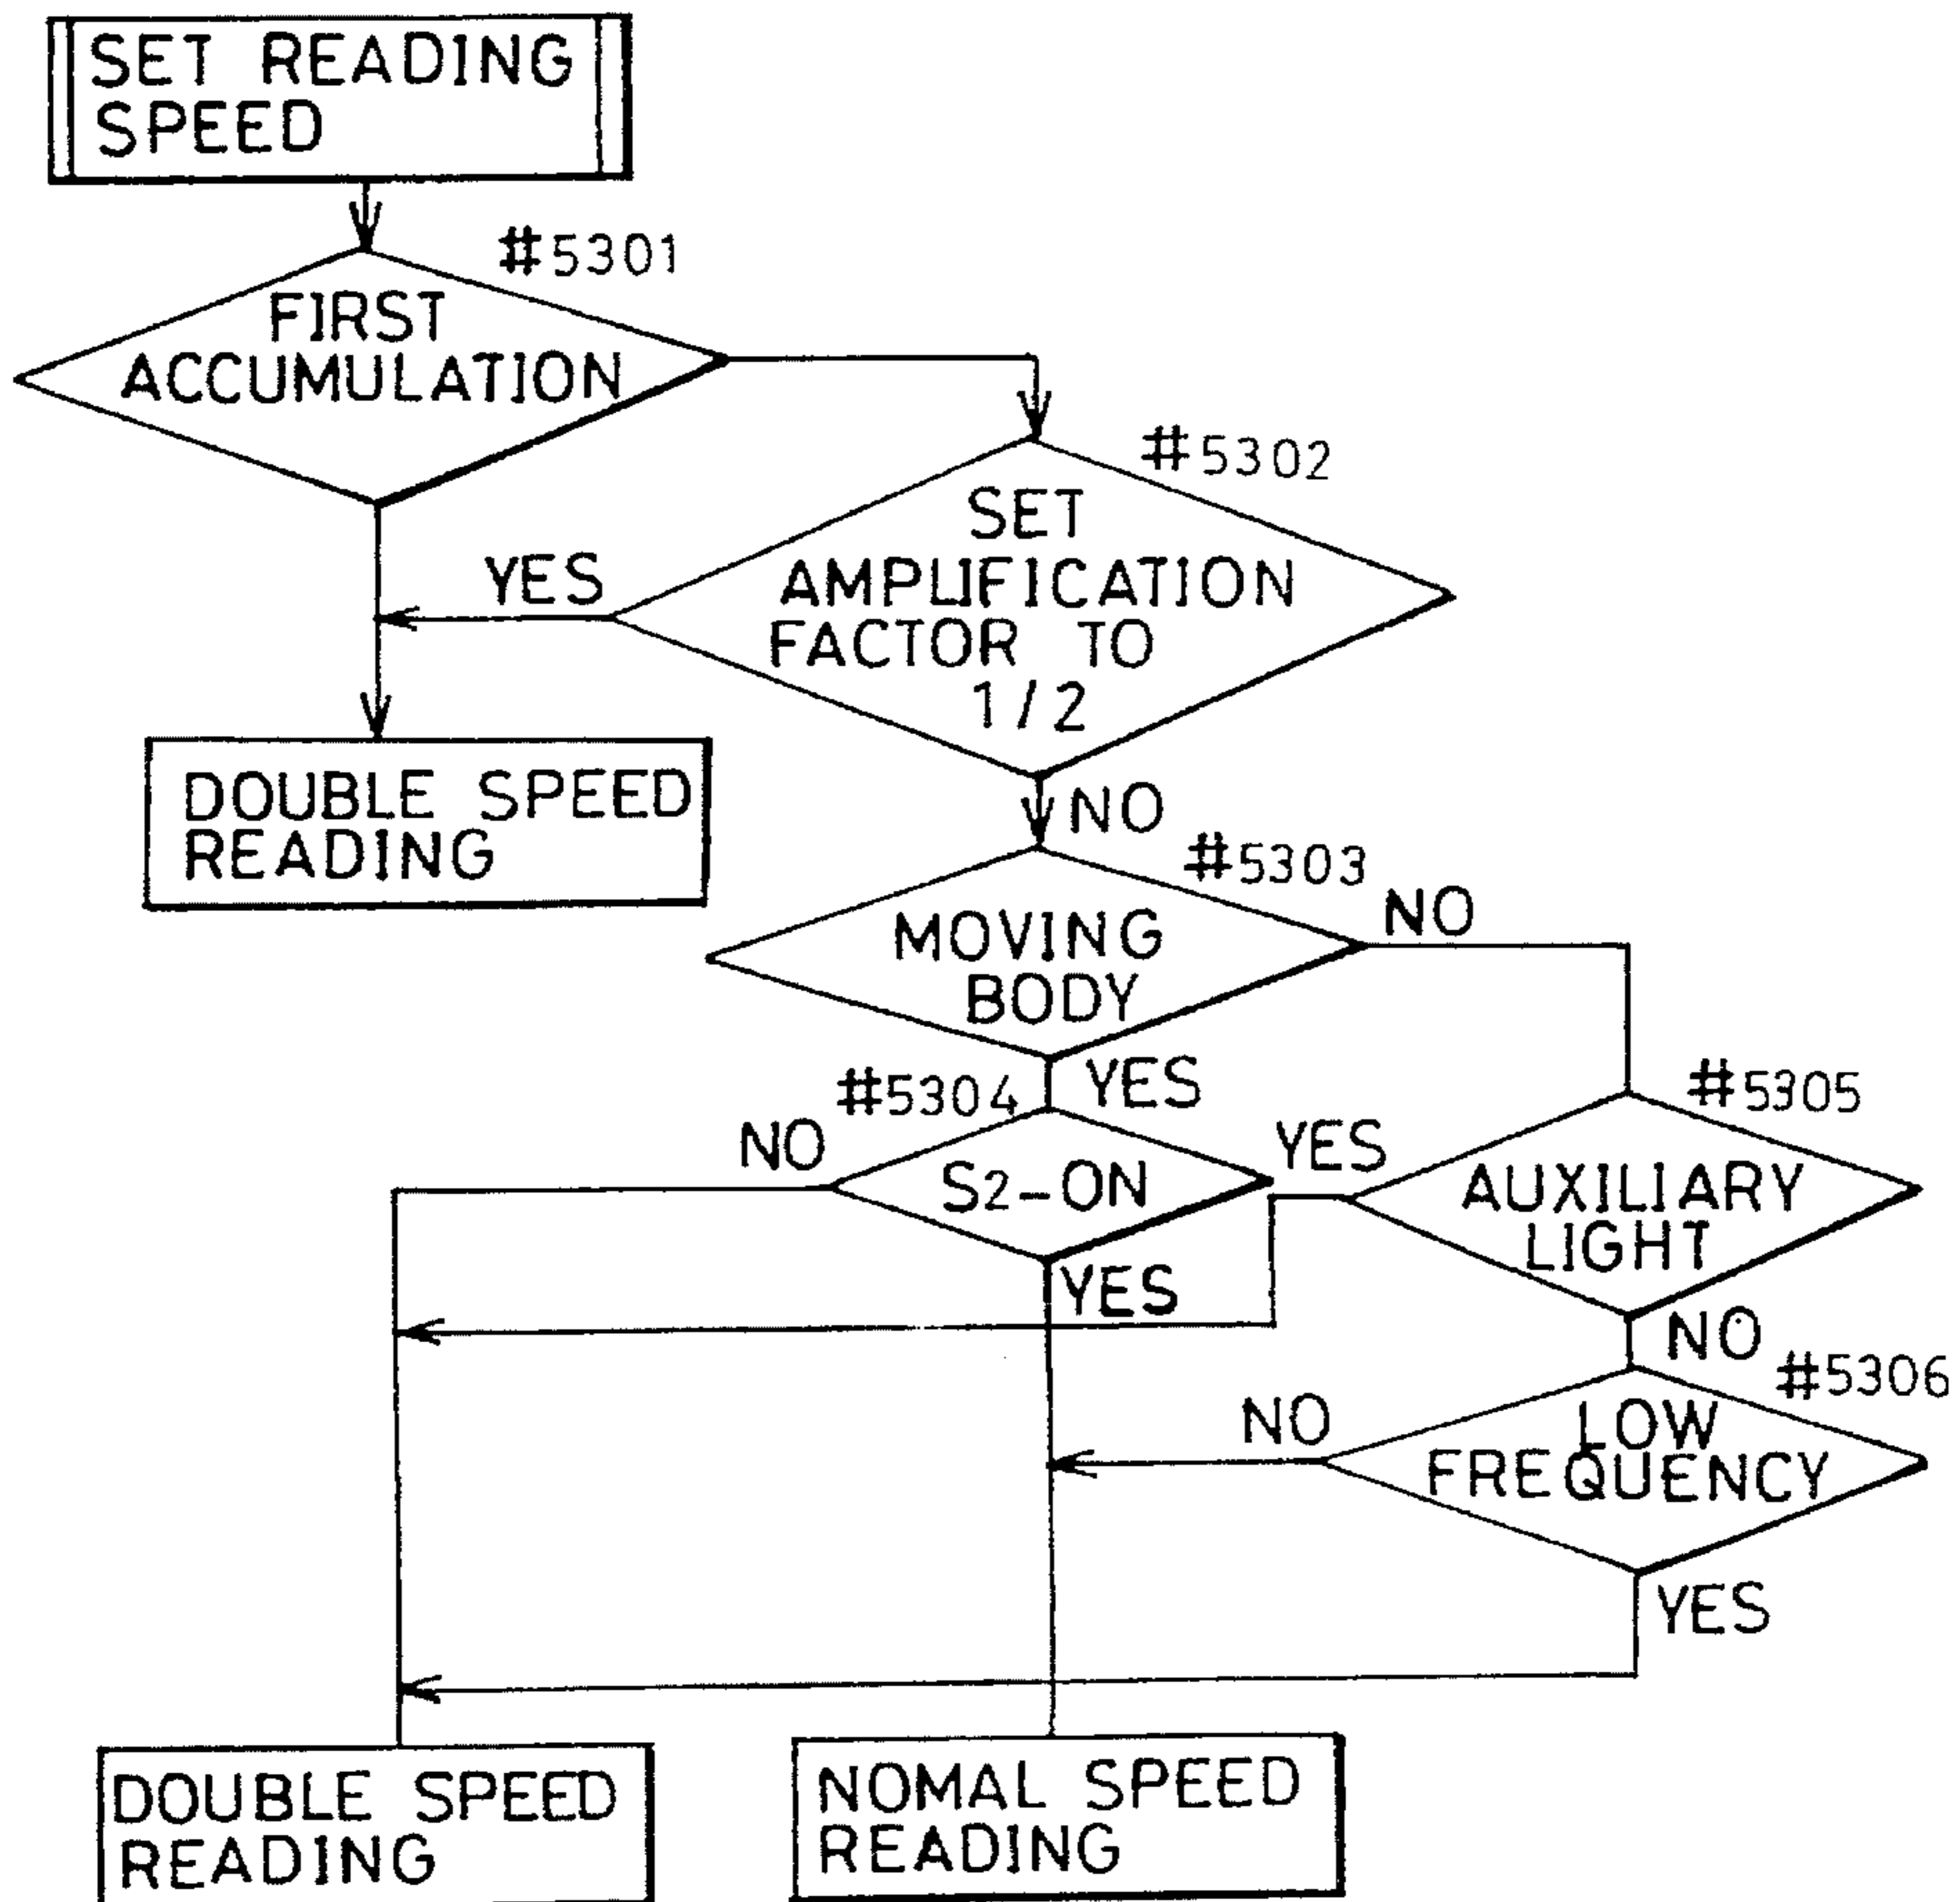 SET READING
SPEED
#5301
FIRST
ACCUMULATION
#5302
SET
AMPLIFICATION
FACTOR TO
1/2
YES
DOUBLE SPEED
READING
NO
#5303
MOVING
BODY
NO
YES
#5304
NO
S2-ON
YES
#5305
YES
AUXILIARY
LIGHT
NO
#5306
LOW
FREQUENCY
NO
YES
DOUBLE SPEED
READING
NOMAL SPEED
READING